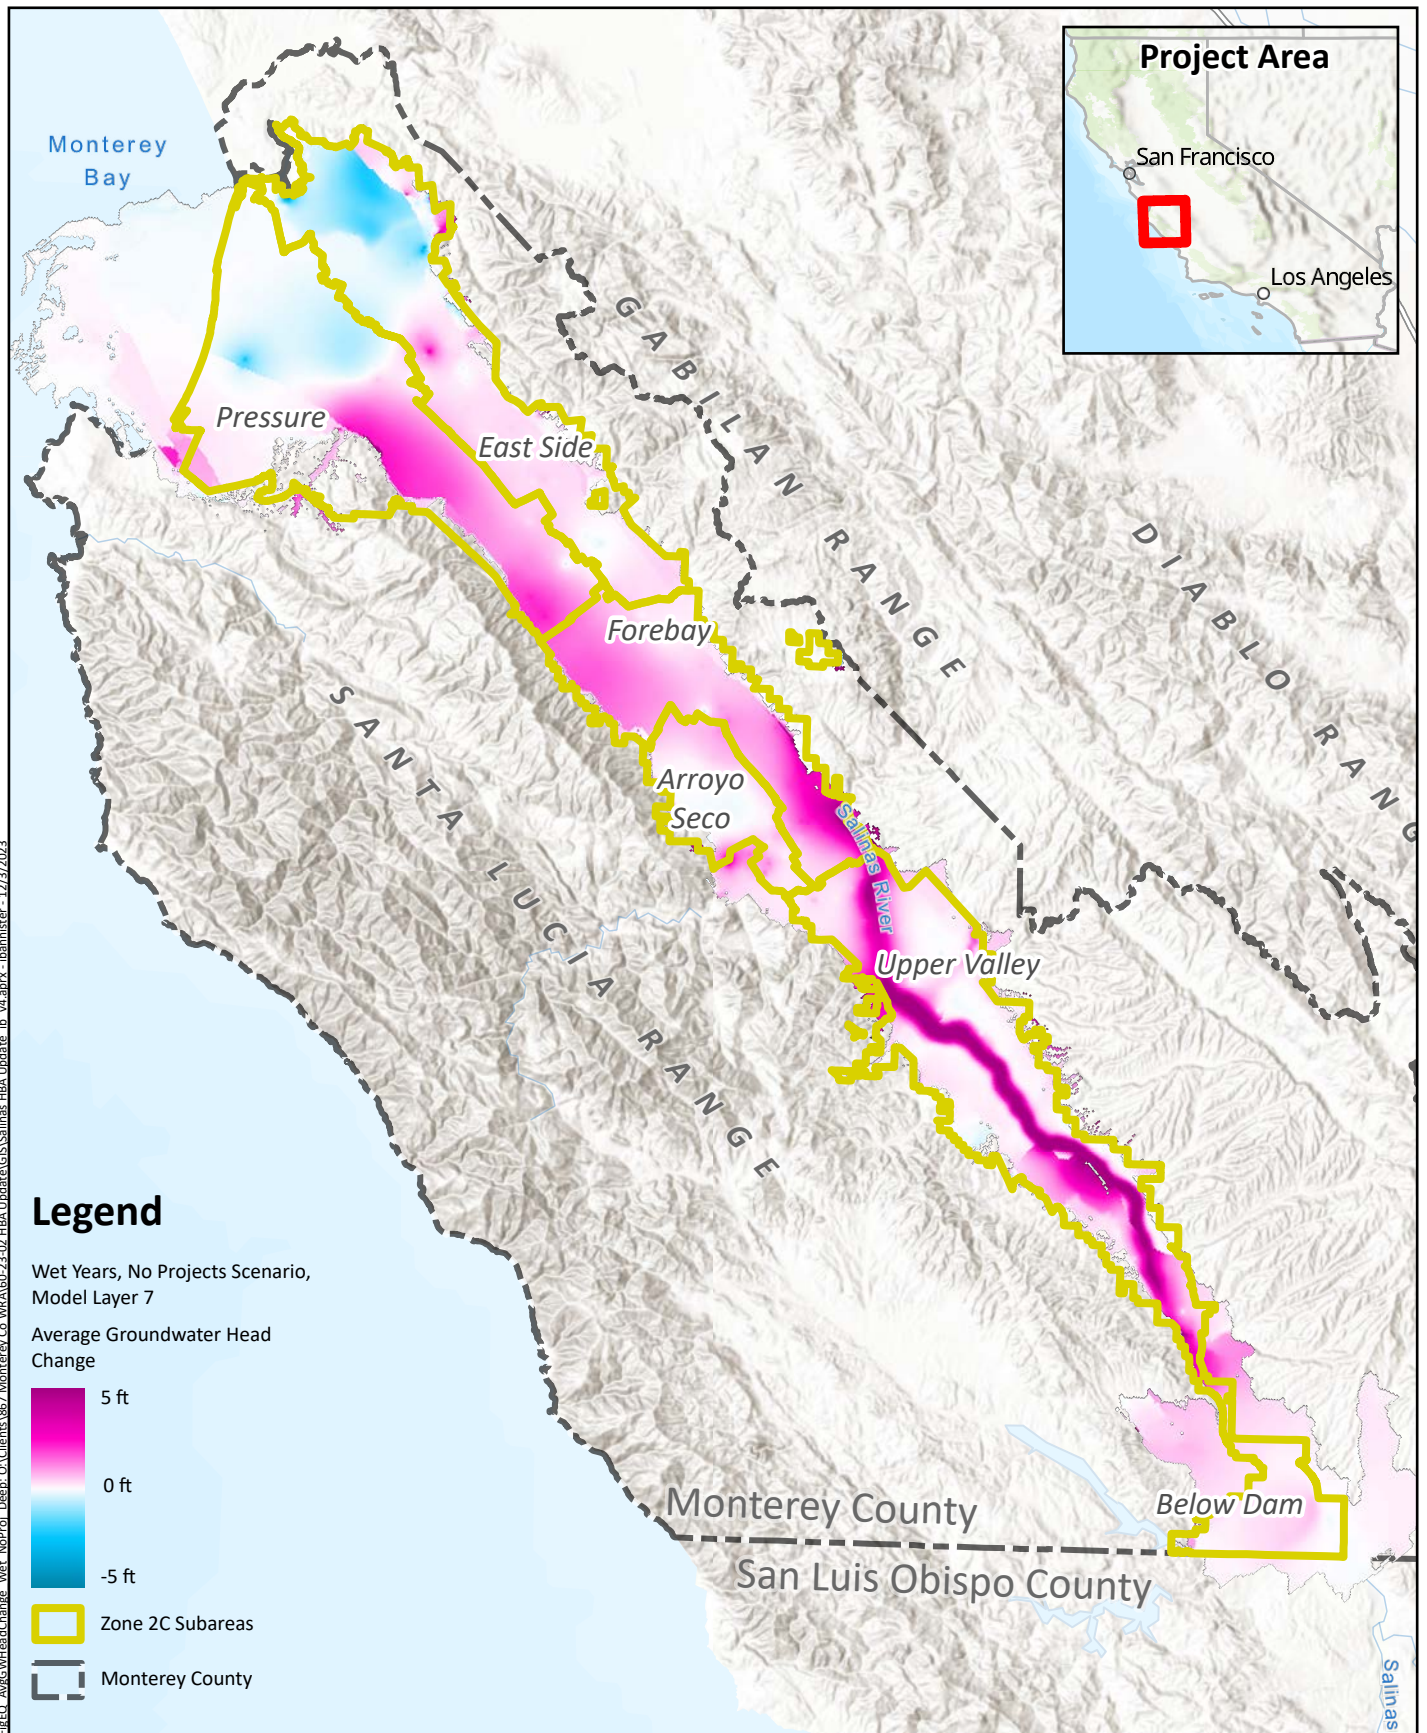 Project Area
San Francisco
Los Angeles
Monterey
Bay
GABILAN RANGE
DIABLO RANG
Pressure
East Side
Forebay
Arroyo
Seco
Salinas River
Upper Valley
SANTA LUCIA RANGE
Below Dam
Monterey County
San Luis Obispo County
Salinas
Legend
Wet Years, No Projects Scenario,
Model Layer 7
Average Groundwater Head
Change
5 ft
0 ft
-5 ft
Zone 2C Subareas
Monterey County